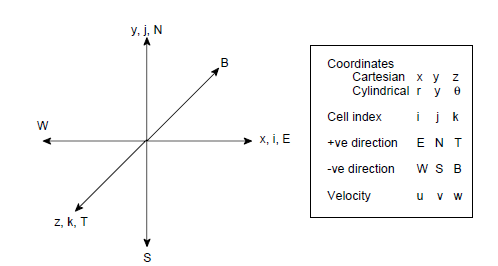 y, j, N
B
W
x, i, E
z, k, T
S
Coordinates
Cartesian x y z
Cylindrical r y θ
Cell index i j k
+ve direction E N T
-ve direction W S B
Velocity u v w